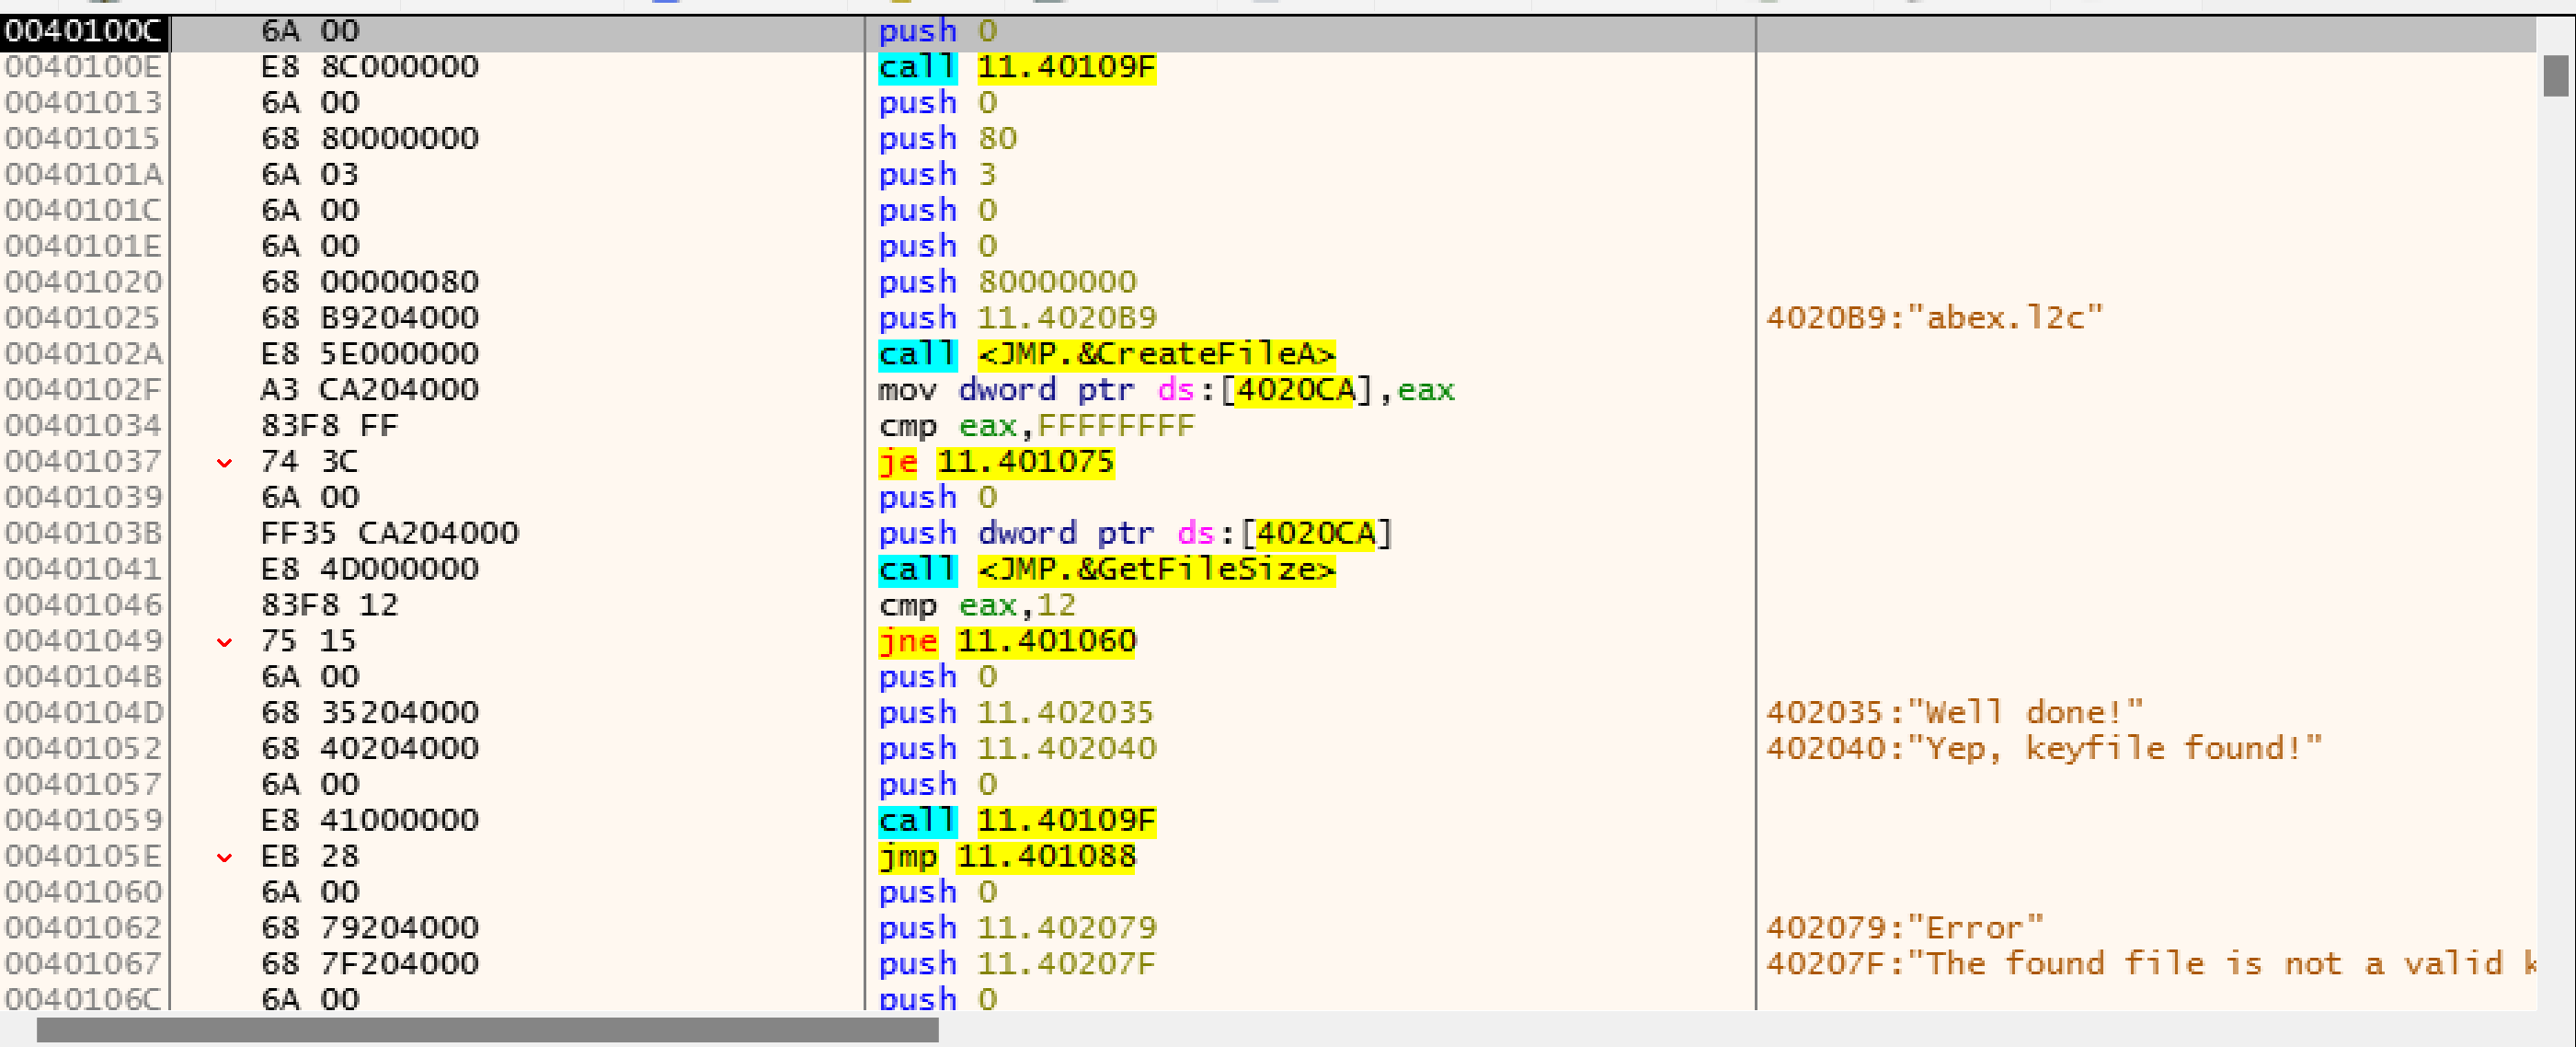 0040100C 6A 00 push 0
0040100E E8 8C000000 call 11.40109F
00401013 6A 00 push 0
00401015 68 80000000 push 80
0040101A 6A 03 push 3
0040101C 6A 00 push 0
0040101E 6A 00 push 0
00401020 68 00000080 push 80000000
00401025 68 B9204000 push 11.4020B9 4020B9:"abex.l2c"
0040102A E8 5E000000 call <JMP.&CreateFileA>
0040102F A3 CA204000 mov dword ptr ds:[4020CA],eax
00401034 83F8 FF cmp eax,FFFFFFFF
00401037 74 3C je 11.401075
00401039 6A 00 push 0
0040103B FF35 CA204000 push dword ptr ds:[4020CA]
00401041 E8 4D000000 call <JMP.&GetFileSize>
00401046 83F8 12 cmp eax,12
00401049 75 15 jne 11.401060
0040104B 6A 00 push 0
0040104D 68 35204000 push 11.402035 402035:"Well done!"
00401052 68 40204000 push 11.402040 402040:"Yep, keyfile found!"
00401057 6A 00 push 0
00401059 E8 41000000 call 11.40109F
0040105E EB 28 jmp 11.401088
00401060 6A 00 push 0
00401062 68 79204000 push 11.402079 402079:"Error"
00401067 68 7F204000 push 11.40207F 40207F:"The found file is not a valid k
0040106C 6A 00 push 0